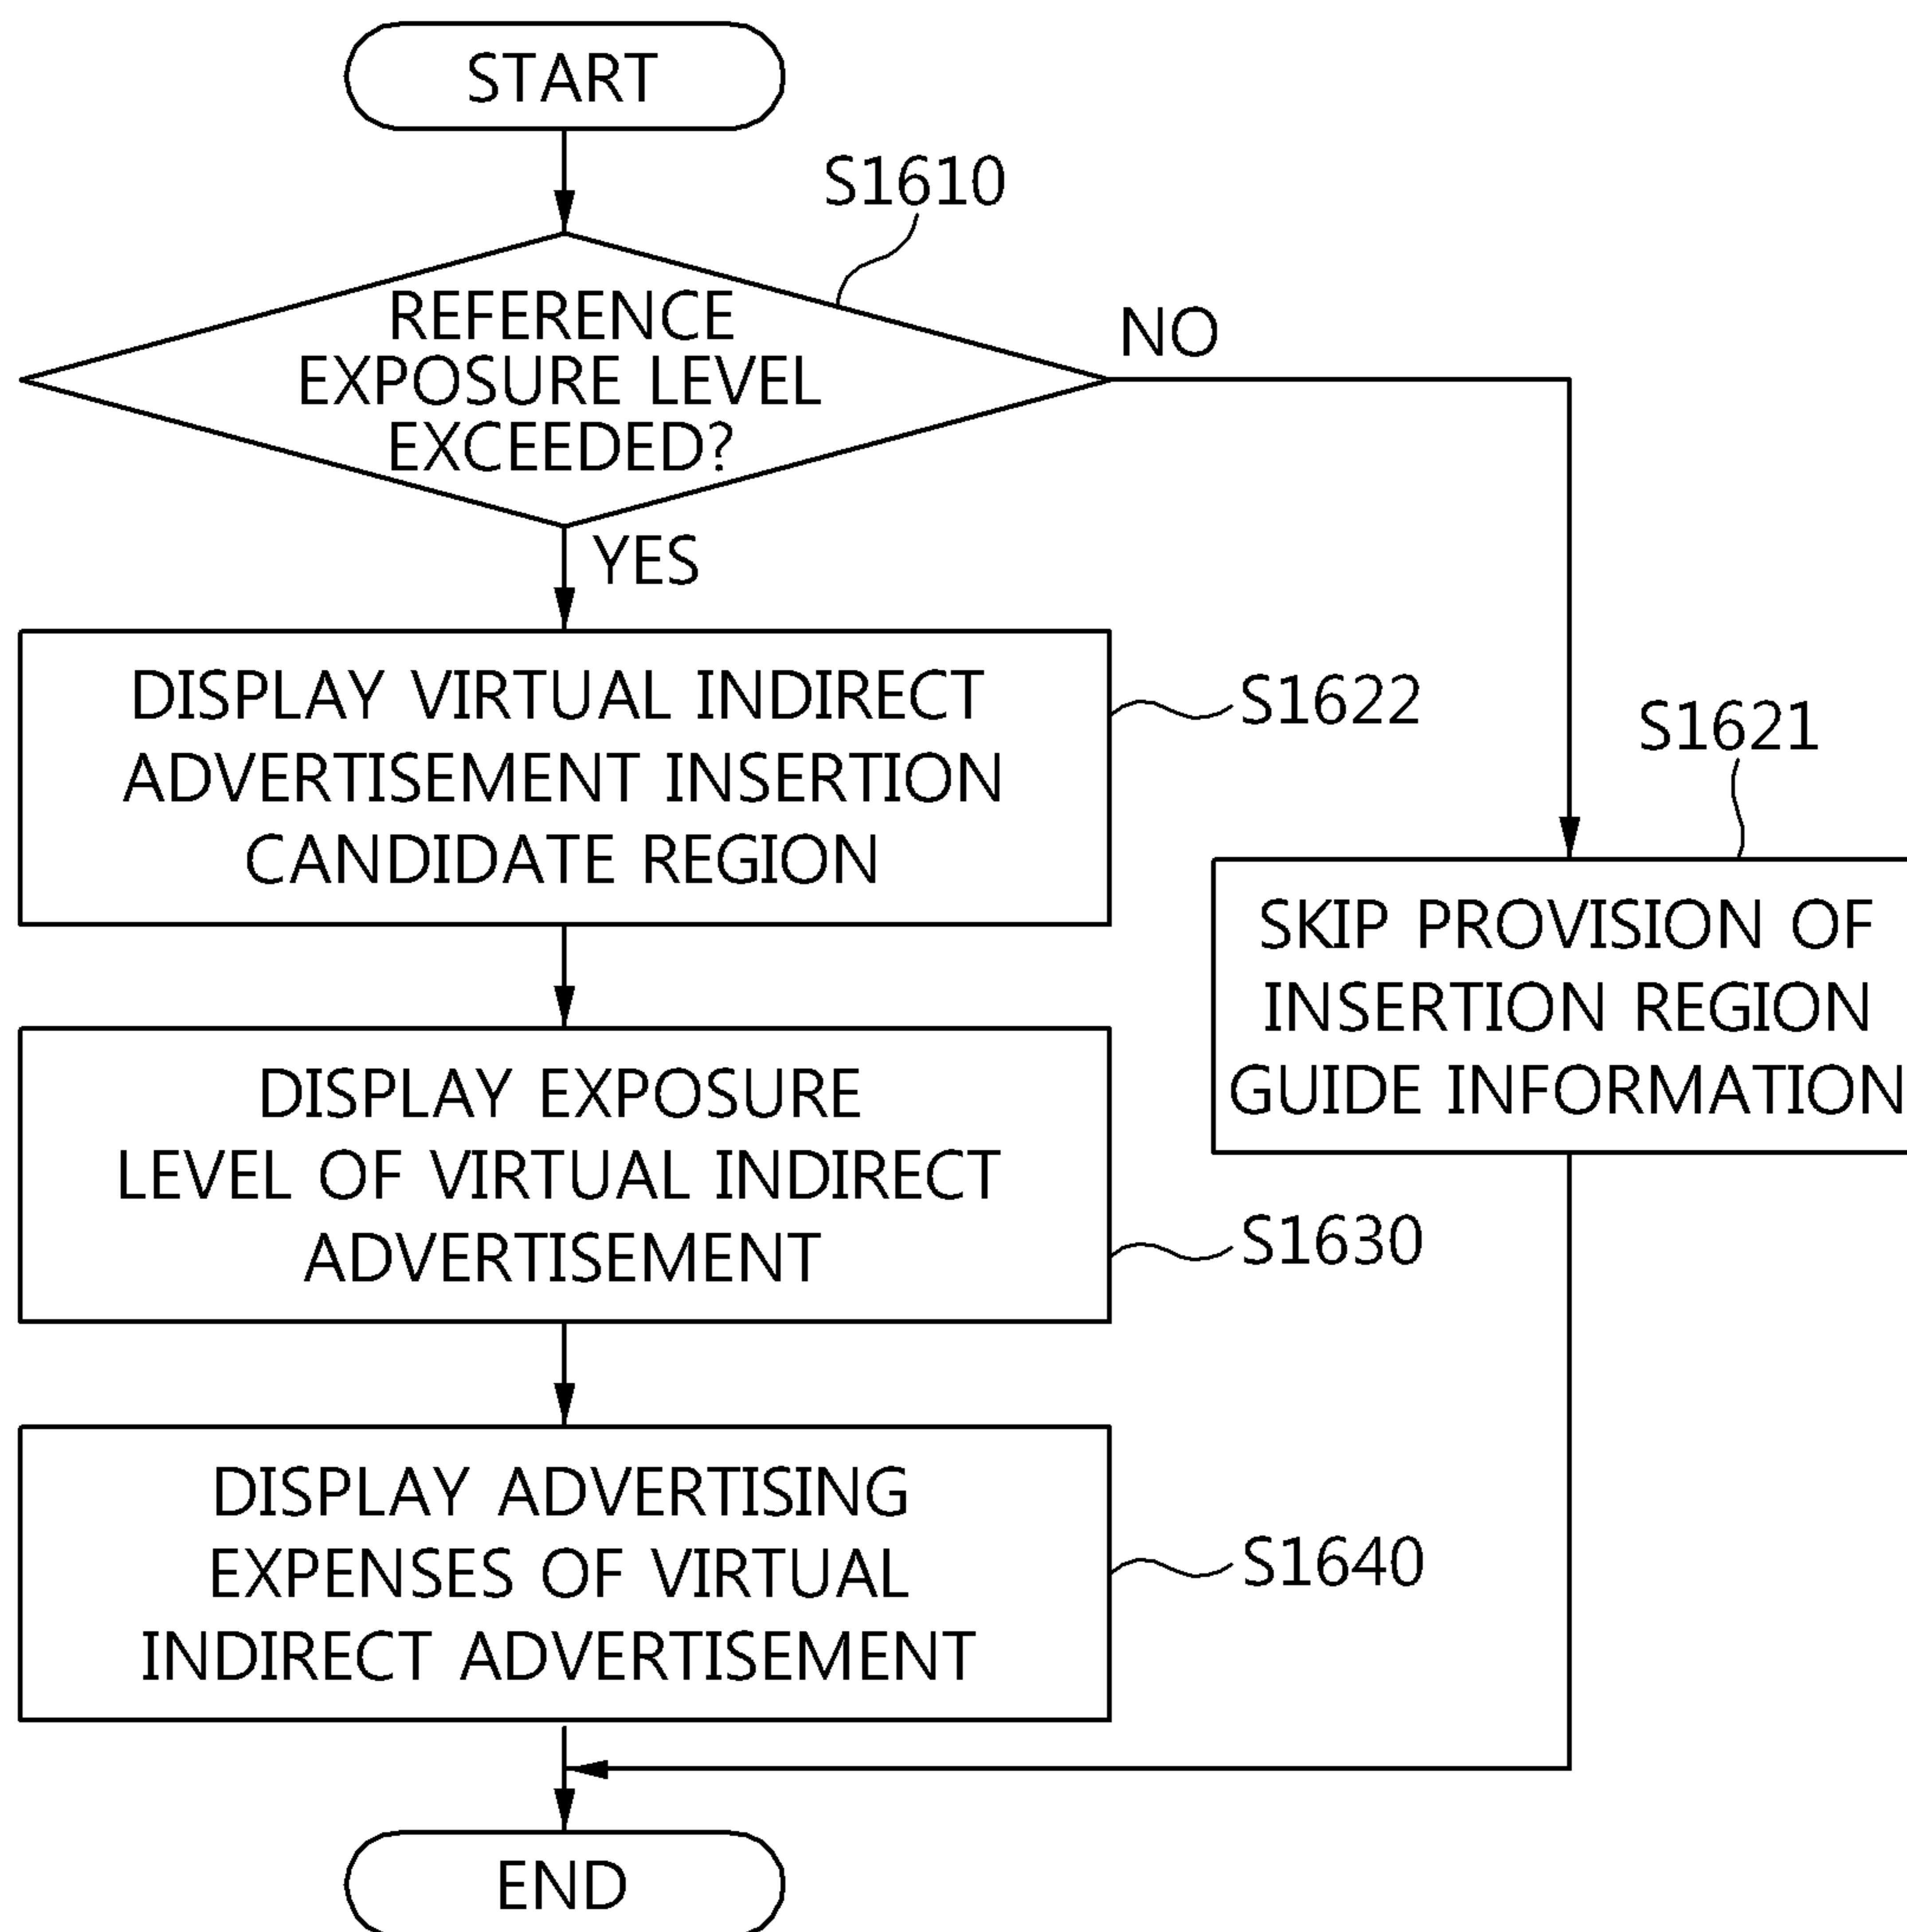 START
S1610
REFERENCE
EXPOSURE LEVEL
EXCEEDED?
NO
YES
DISPLAY VIRTUAL INDIRECT
ADVERTISEMENT INSERTION
CANDIDATE REGION
S1622
S1621
SKIP PROVISION OF
INSERTION REGION
GUIDE INFORMATION
DISPLAY EXPOSURE
LEVEL OF VIRTUAL INDIRECT
ADVERTISEMENT
S1630
DISPLAY ADVERTISING
EXPENSES OF VIRTUAL
INDIRECT ADVERTISEMENT
S1640
END